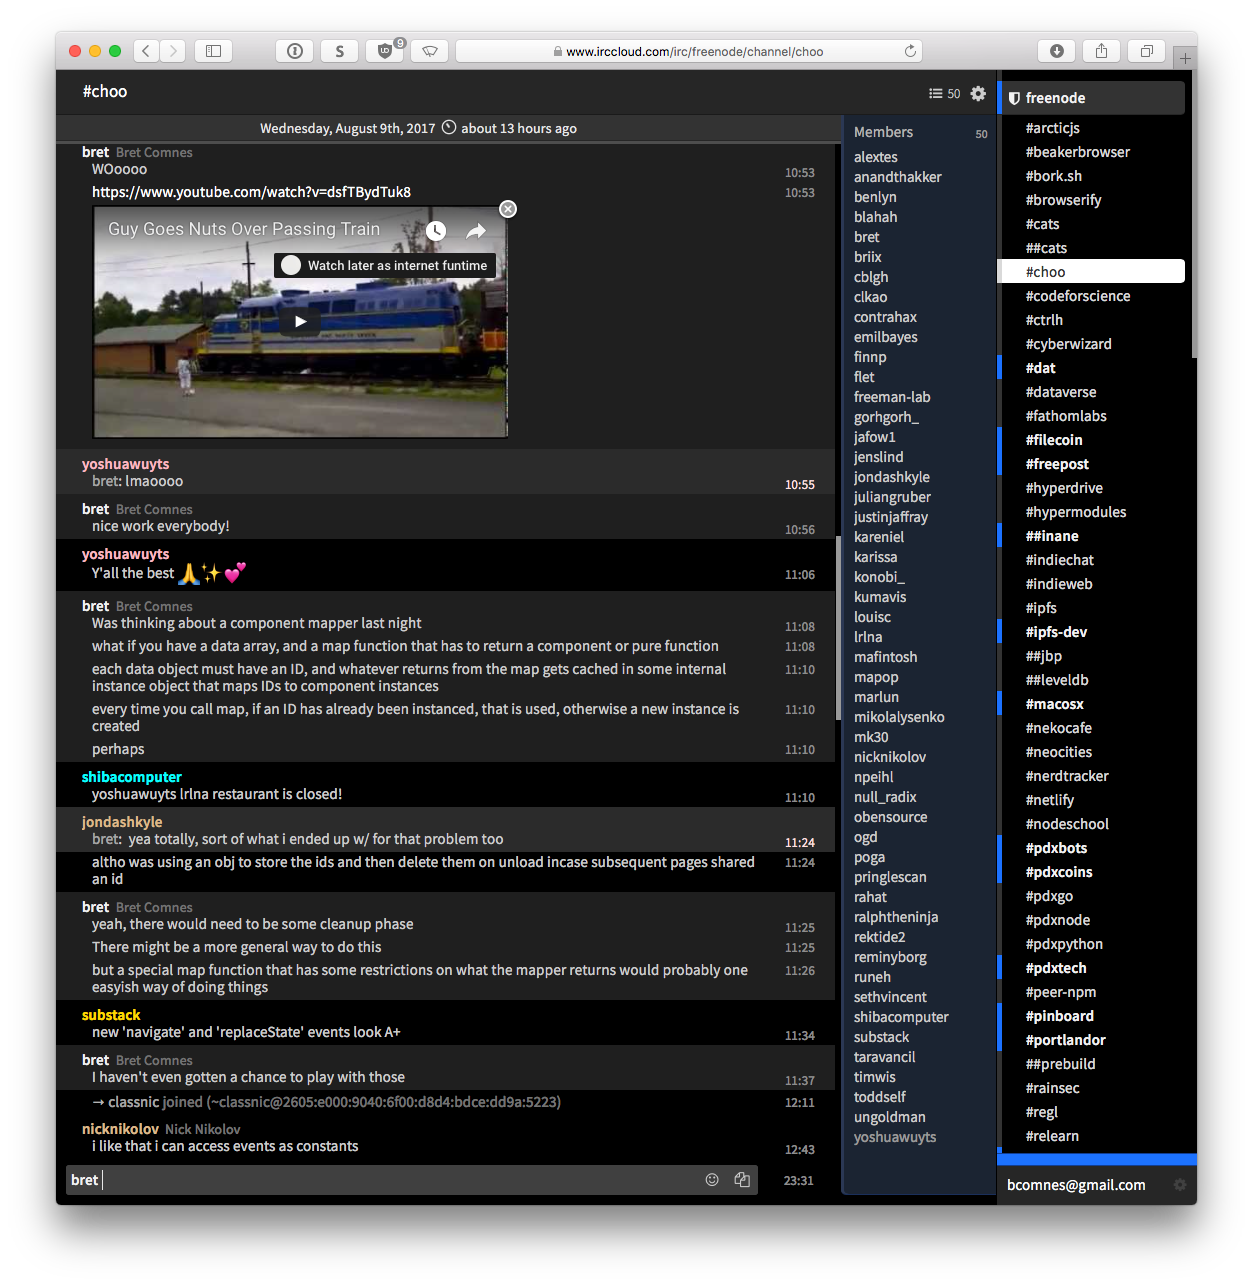 9
www.irccloud.com/irc/freenode/channel/choo
#choo
50
Wednesday, August 9th, 2017 about 13 hours ago
bret Bret Comnes
WOoooo 10:53
https://www.youtube.com/watch?v=dsfTBydTuk8 10:53
Guy Goes Nuts Over Passing Train
Watch later as internet funtime
yoshuawuyts
bret: lmaoooo 10:55
bret Bret Comnes
nice work everybody! 10:56
yoshuawuyts
Y'all the best 🙏✨💕 11:06
bret Bret Comnes
Was thinking about a component mapper last night 11:08
what if you have a data array, and a map function that has to return a component or pure function 11:08
each data object must have an ID, and whatever returns from the map gets cached in some internal 11:10
instance object that maps IDs to component instances
every time you call map, if an ID has already been instanced, that is used, otherwise a new instance is 11:10
created
perhaps 11:10
shibacomputer
yoshuawuyts lrlna restaurant is closed! 11:10
jondashkyle
bret: yea totally, sort of what i ended up w/ for that problem too 11:24
altho was using an obj to store the ids and then delete them on unload incase subsequent pages shared 11:24
an id
bret Bret Comnes
yeah, there would need to be some cleanup phase 11:25
There might be a more general way to do this 11:25
but a special map function that has some restrictions on what the mapper returns would probably one 11:26
easyish way of doing things
substack
new 'navigate' and 'replaceState' events look A+ 11:34
bret Bret Comnes
I haven't even gotten a chance to play with those 11:37
→ classnic joined (~classnic@2605:e000:9040:6f00:d8d4:bdce:dd9a:5223) 12:11
nicknikolov Nick Nikolov
i like that i can access events as constants 12:43
bret 23:31
Members 50
alextes
anandthakker
benlyn
blahah
bret
briix
cblgh
clkao
contrahax
emilbayes
finnp
flet
freeman-lab
gorhgorh_
jafow1
jenslind
jondashkyle
juliangruber
justinjaffray
kareniel
karissa
konobi_
kumavis
louisc
lrlna
mafintosh
mapop
marlun
mikolalysenko
mk30
nicknikolov
npeihl
null_radix
obensource
ogd
poga
pringlescan
rahat
ralphtheninja
rektide2
reminyborg
runeh
sethvincent
shibacomputer
substack
taravancil
timwis
toddself
ungoldman
yoshuawuyts
freenode
#arcticjs
#beakerbrowser
#bork.sh
#browserify
#cats
##cats
#choo
#codeforscience
#ctrlh
#cyberwizard
#dat
#dataverse
#fathomlabs
#filecoin
#freepost
#hyperdrive
#hypermodules
##inane
#indiechat
#indieweb
#ipfs
#ipfs-dev
##jbp
##leveldb
#macosx
#nekocafe
#neocities
#nerdtracker
#netlify
#nodeschool
#pdxbots
#pdxcoins
#pdxgo
#pdxnode
#pdxpython
#pdxtech
#peer-npm
#pinboard
#portlandor
##prebuild
#rainsec
#regl
#relearn
bcomnes@gmail.com